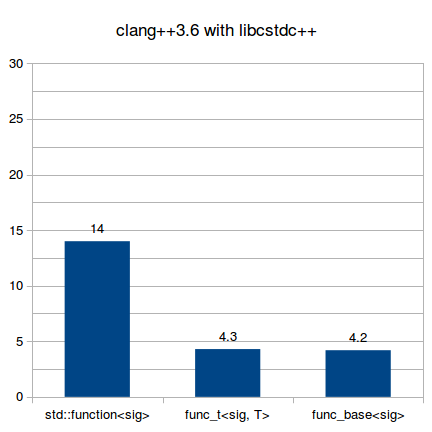 clang++3.6 with libcstdc++
30
25
20
15
10
5
0
14
4.3
4.2
std::function<sig>
func_t<sig, T>
func_base<sig>